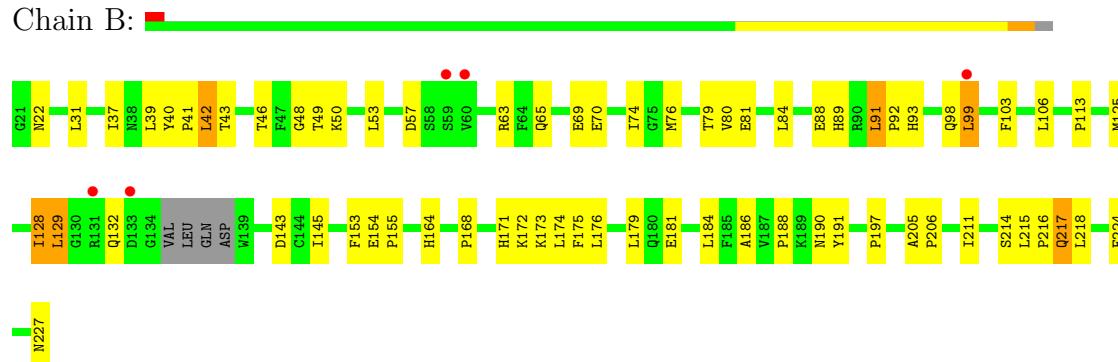 Chain B:
G21 N22 L31 I37 N38 L39 Y40 P41 L42 T43 T46 F47 G48 T49 K50 L53 D57 S58 S59 V60 R63 F64 Q65 E69 E70 I74 G75 M76 T79 V80 E81 L84 E88 H89 R90 L91 P92 H93 Q98 L99 F103 L106 P113 M125
I128 L129 G130 R131 Q132 D133 G134 VAL LEU GLN ASP W139 D143 C144 I145 F153 E154 P155 H164 P168 H171 K172 K173 L174 F175 L176 L179 Q180 E181 L184 F185 A186 V187 P188 K189 N190 Y191 P197 A205 P206 I211 S214 L215 P216 Q217 L218
N227